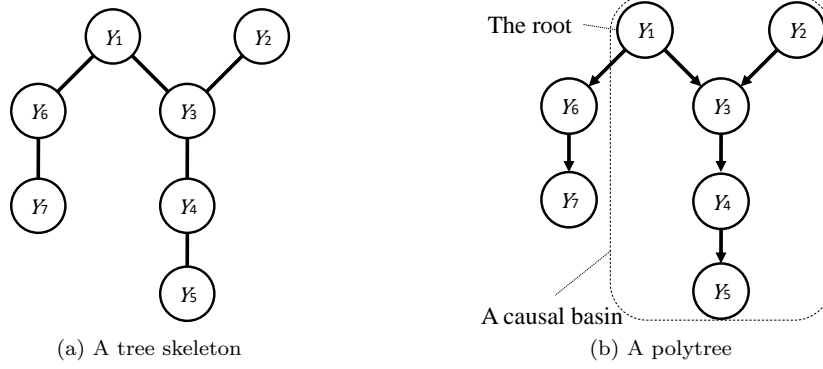 Y1
Y2
Y6
Y3
Y7
Y4
Y5
(a) A tree skeleton
The root
Y1
Y2
Y6
Y3
Y7
Y4
Y5
A causal basin
(b) A polytree